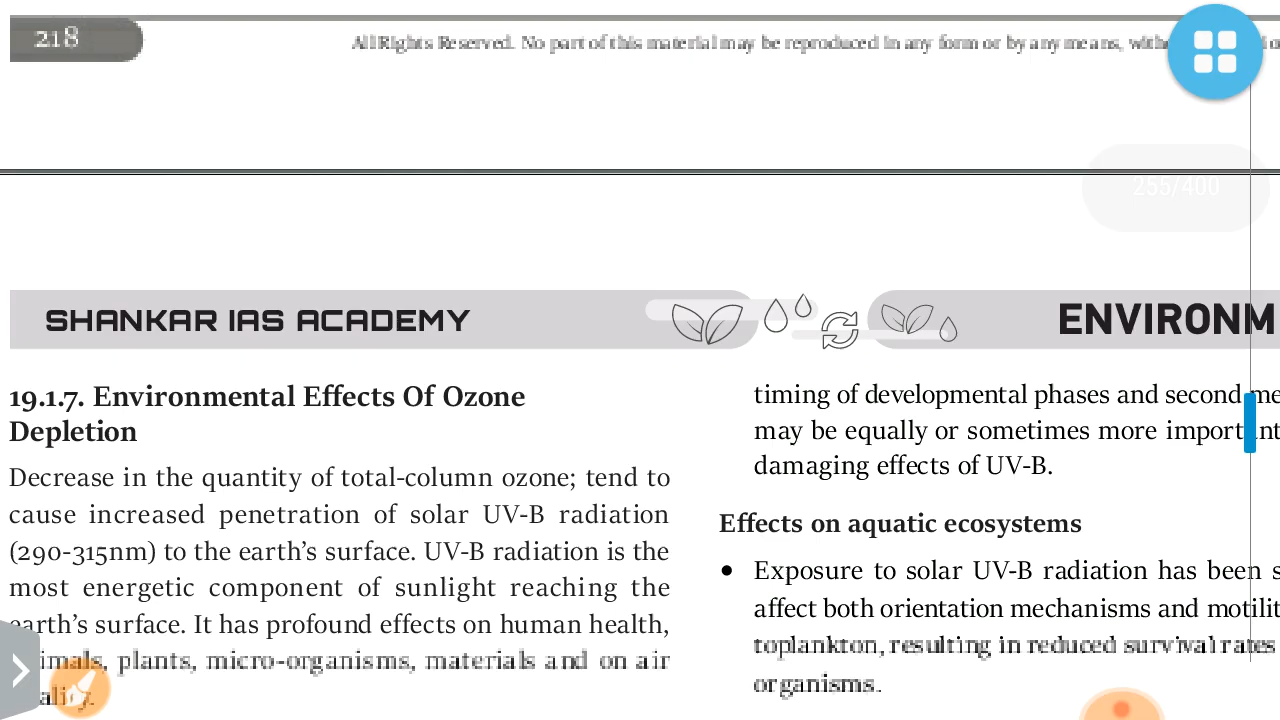 218
All Rights Reserved. No part of this material may be reproduced in any form or by any means,
255/400
SHANKAR IAS ACADEMY
ENVIRONM
19.1.7. Environmental Effects Of Ozone
Depletion
Decrease in the quantity of total-column ozone; tend to
cause increased penetration of solar UV-B radiation
(290-315nm) to the earth's surface. UV-B radiation is the
most energetic component of sunlight reaching the
earth's surface. It has profound effects on human health,
plants, micro-organisms, materials and on air
timing of developmental phases and second me
may be equally or sometimes more important
damaging effects of UV-B.
Effects on aquatic ecosystems
• Exposure to solar UV-B radiation has been s
affect both orientation mechanisms and motilit
toplankton, resulting in reduced survival rates
organisms.